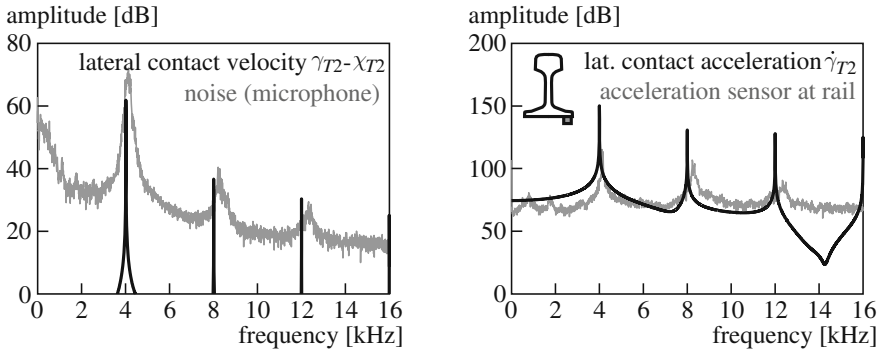 amplitude [dB]
80
60
40
20
0
lateral contact velocity γT2-χT2
noise (microphone)
0 2 4 6 8 10 12 14 16
frequency [kHz]
amplitude [dB]
200
150
100
50
0
lat. contact acceleration γ̇T2
acceleration sensor at rail
0 2 4 6 8 10 12 14 16
frequency [kHz]